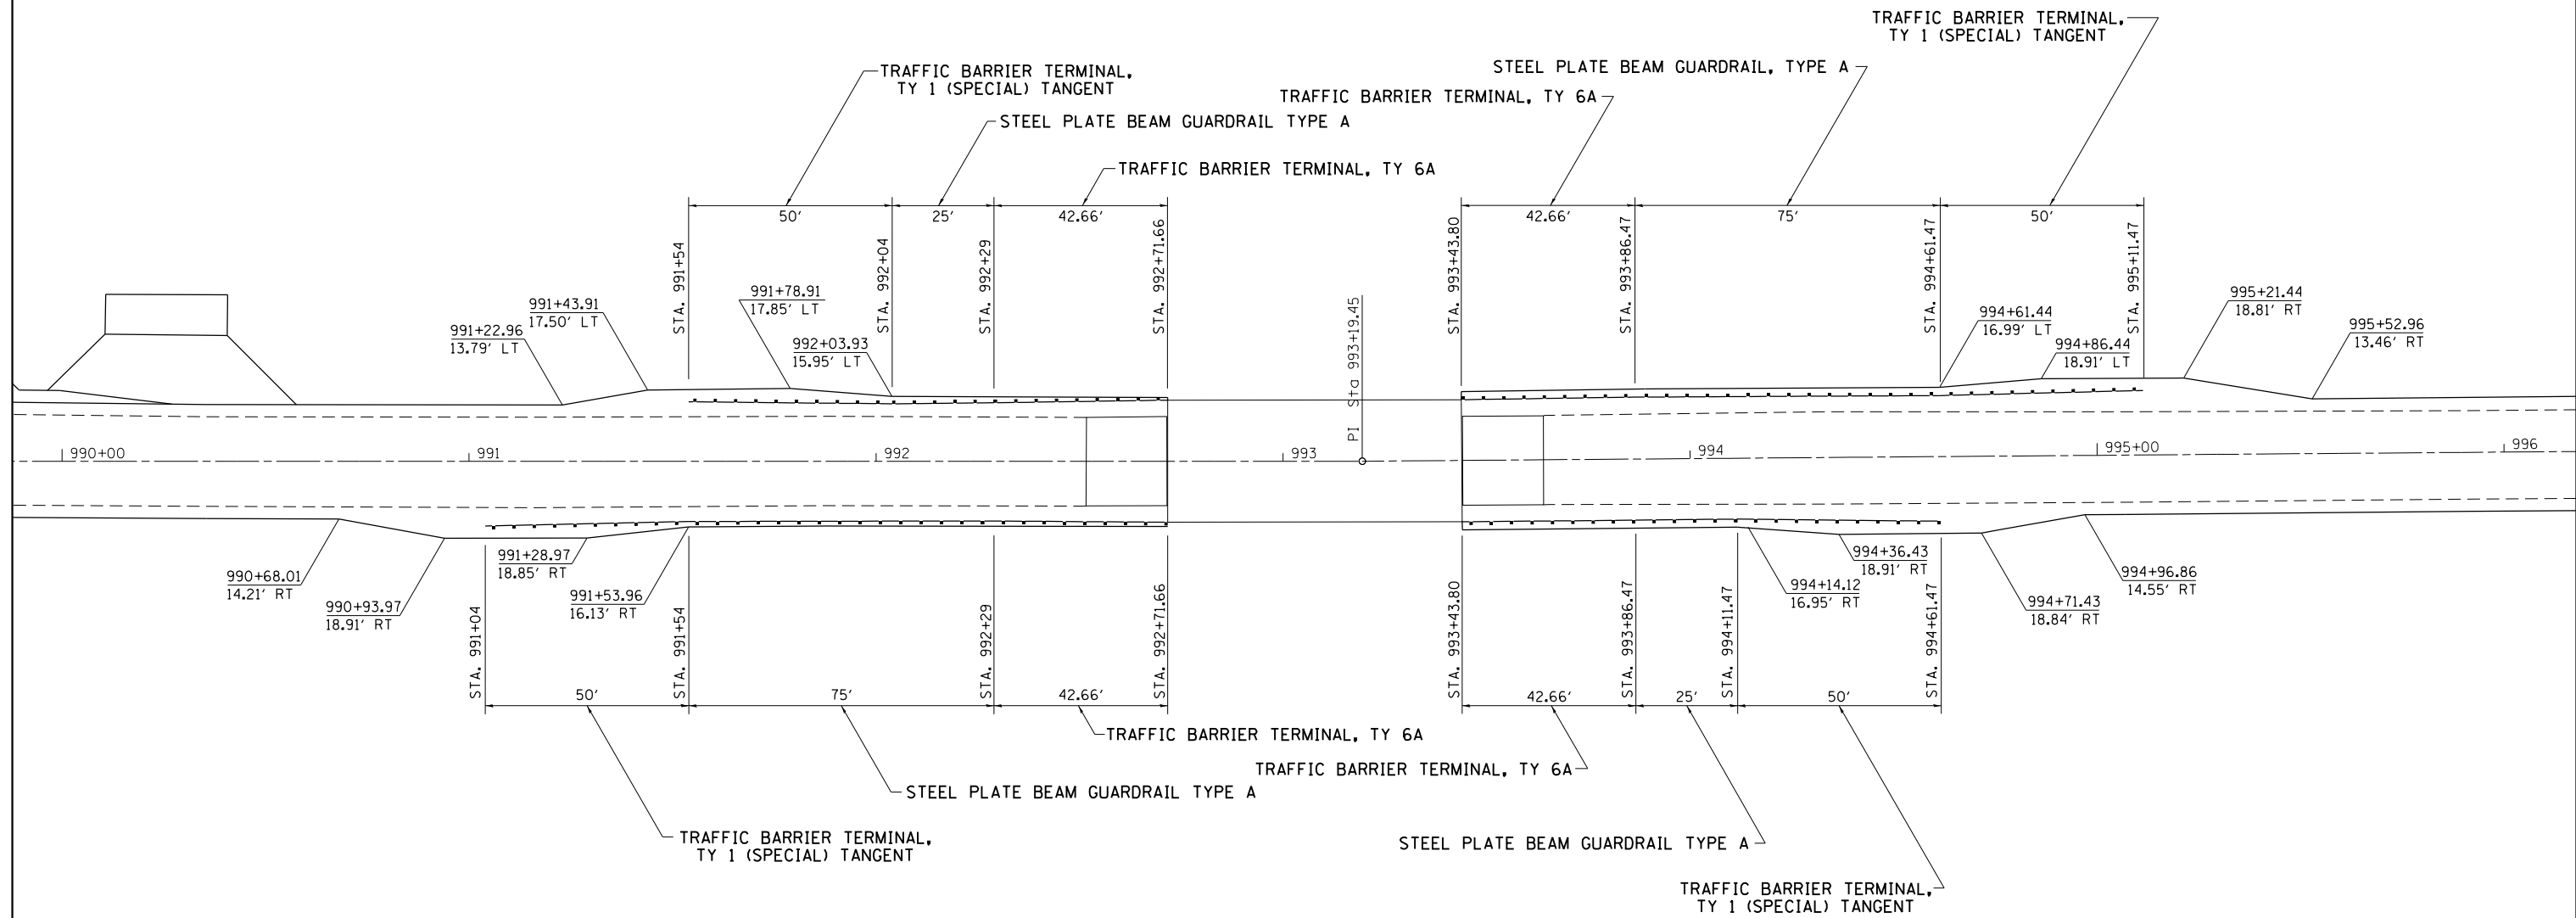 TRAFFIC BARRIER TERMINAL,
TY 1 (SPECIAL) TANGENT
STEEL PLATE BEAM GUARDRAIL, TYPE A
TRAFFIC BARRIER TERMINAL, TY 6A
TRAFFIC BARRIER TERMINAL,
TY 1 (SPECIAL) TANGENT
STEEL PLATE BEAM GUARDRAIL TYPE A
TRAFFIC BARRIER TERMINAL, TY 6A
50'
25'
42.66'
42.66'
75'
50'
STA. 991+54
STA. 992+04
STA. 992+29
STA. 992+71.66
STA. 993+43.80
STA. 993+86.47
STA. 994+61.47
STA. 995+11.47
991+22.96
13.79' LT
991+43.91
17.50' LT
991+78.91
17.85' LT
992+03.93
15.95' LT
PI Sta 993+19.45
994+61.44
16.99' LT
994+86.44
18.91' LT
995+21.44
18.81' RT
995+52.96
13.46' RT
990+00
991
992
993
994
995+00
996
990+68.01
14.21' RT
990+93.97
18.91' RT
991+28.97
18.85' RT
991+53.96
16.13' RT
994+14.12
16.95' RT
994+36.43
18.91' RT
994+71.43
18.84' RT
994+96.86
14.55' RT
STA. 991+04
STA. 991+54
STA. 992+29
STA. 992+71.66
STA. 993+43.80
STA. 993+86.47
STA. 994+11.47
STA. 994+61.47
50'
75'
42.66'
42.66'
25'
50'
TRAFFIC BARRIER TERMINAL, TY 6A
TRAFFIC BARRIER TERMINAL, TY 6A
STEEL PLATE BEAM GUARDRAIL TYPE A
TRAFFIC BARRIER TERMINAL,
TY 1 (SPECIAL) TANGENT
STEEL PLATE BEAM GUARDRAIL TYPE A
TRAFFIC BARRIER TERMINAL,
TY 1 (SPECIAL) TANGENT